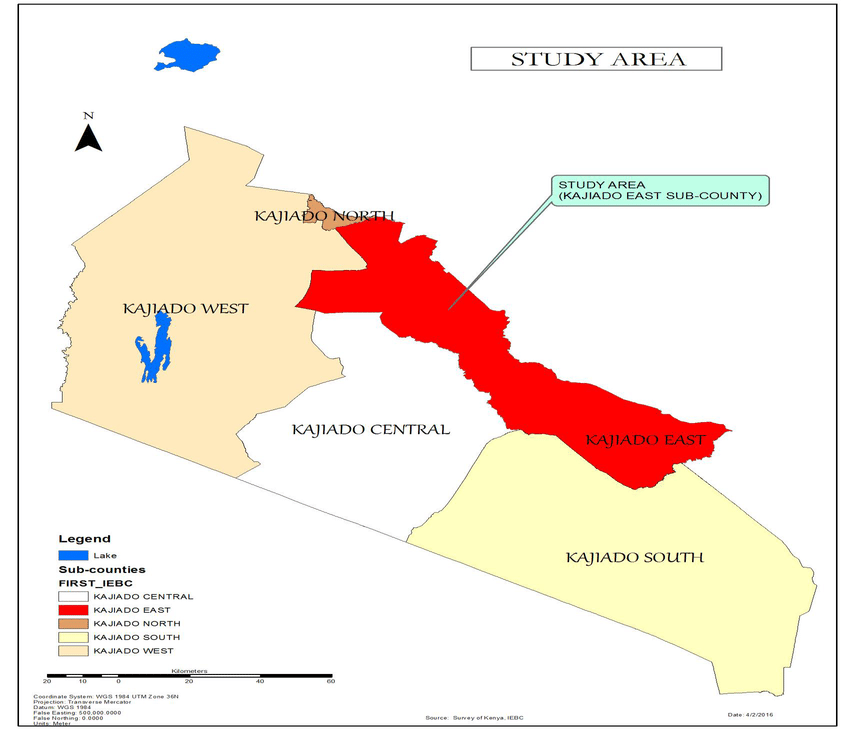 STUDY AREA
N
STUDY AREA
(KAJIADO EAST SUB-COUNTY)
KAJIADO NORTH
KAJIADO WEST
KAJIADO CENTRAL
KAJIADO EAST
KAJIADO SOUTH
Legend
Lake
Sub-counties
FIRST_IEBC
KAJIADO CENTRAL
KAJIADO EAST
KAJIADO NORTH
KAJIADO SOUTH
KAJIADO WEST
Kilometers
20 10 0 20 40 60
Coordinate System: WGS 1984 UTM Zone 36N
Projection: Transverse Mercator
Datum: WGS 1984
False Easting: 500,000.0000
False Northing: 0.0000
Units: Meter
Source: Survey of Kenya, IEBC
Date: 4/2/2016